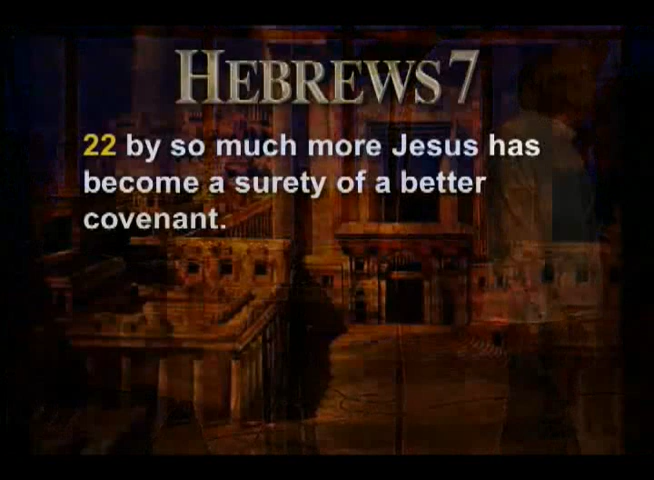 HEBREWS 7
22 by so much more Jesus has
become a surety of a better
covenant.